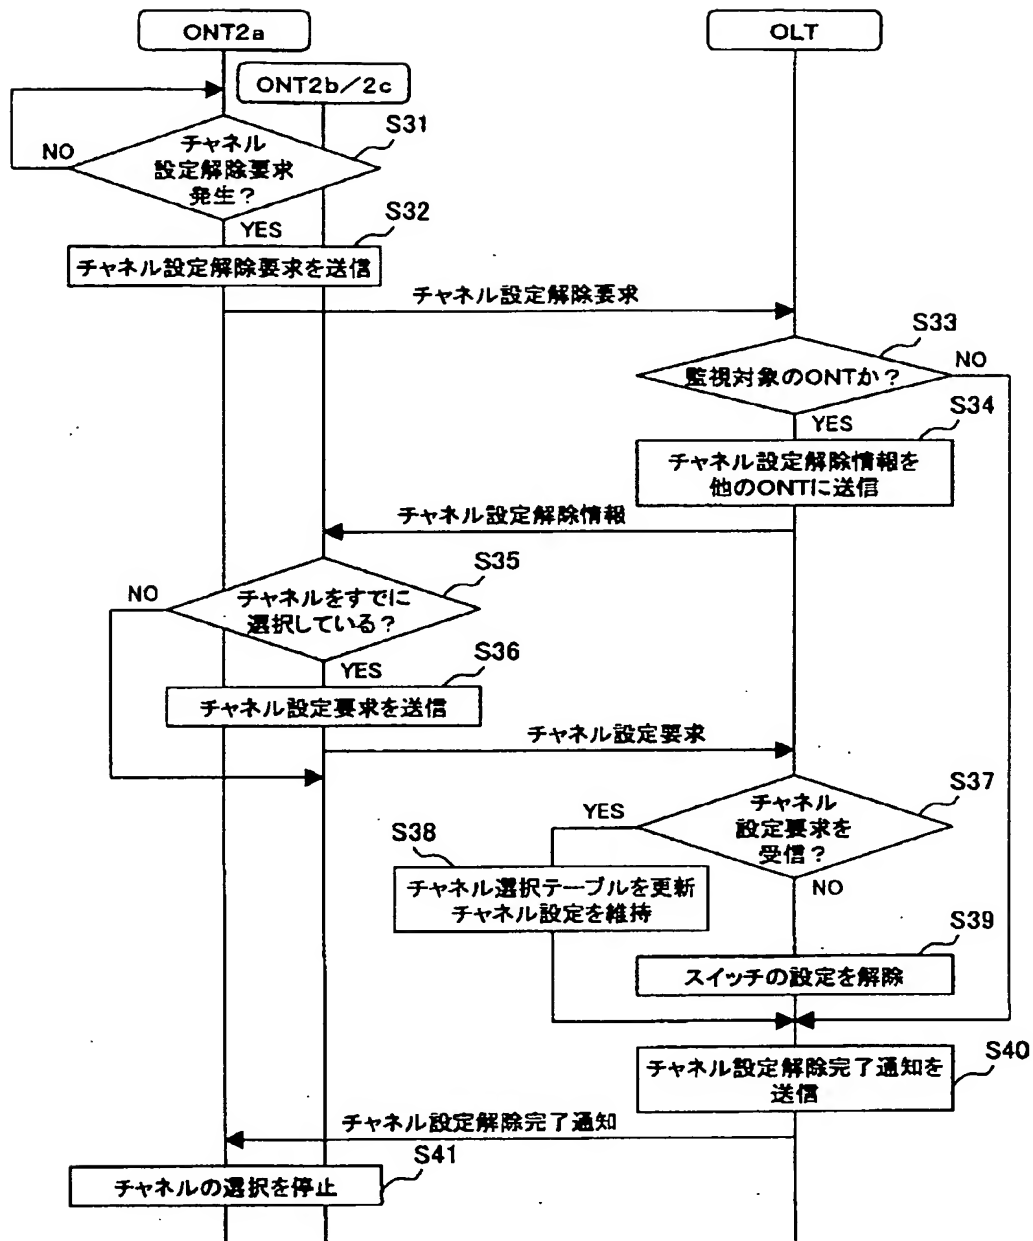 ONT2a
OLT
ONT2b／2c
チャネル
設定解除要求
発生？
S31
NO
YES
S32
チャネル設定解除要求を送信
チャネル設定解除要求
S33
監視対象のONTか？
NO
YES
S34
チャネル設定解除情報を
他のONTに送信
チャネル設定解除情報
S35
NO
チャネルをすでに
選択している？
YES
S36
チャネル設定要求を送信
チャネル設定要求
S37
チャネル
設定要求を
受信？
YES
NO
S38
チャネル選択テーブルを更新
チャネル設定を維持
S39
スイッチの設定を解除
S40
チャネル設定解除完了通知を
送信
チャネル設定解除完了通知
S41
チャネルの選択を停止